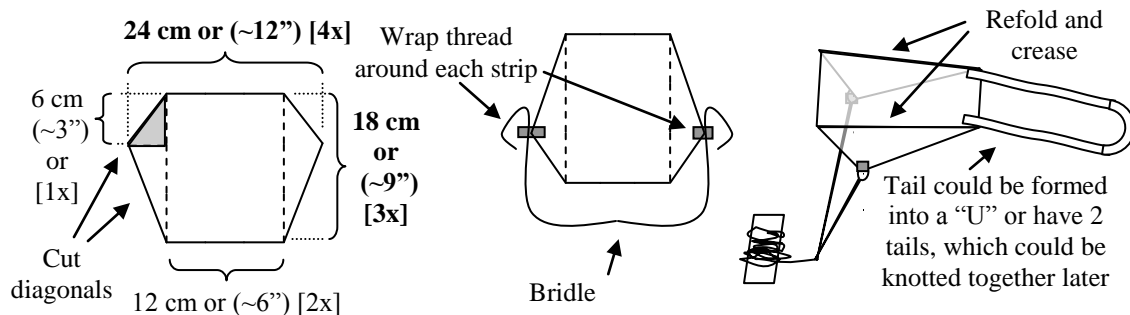 24 cm or (~12”) [4x]
6 cm
(~3”)
or
[1x]
18 cm
or
(~9”)
[3x]
Cut
diagonals
12 cm or (~6”) [2x]
Wrap thread
around each strip
Bridle
Refold and
crease
Tail could be formed
into a “U” or have 2
tails, which could be
knotted together later